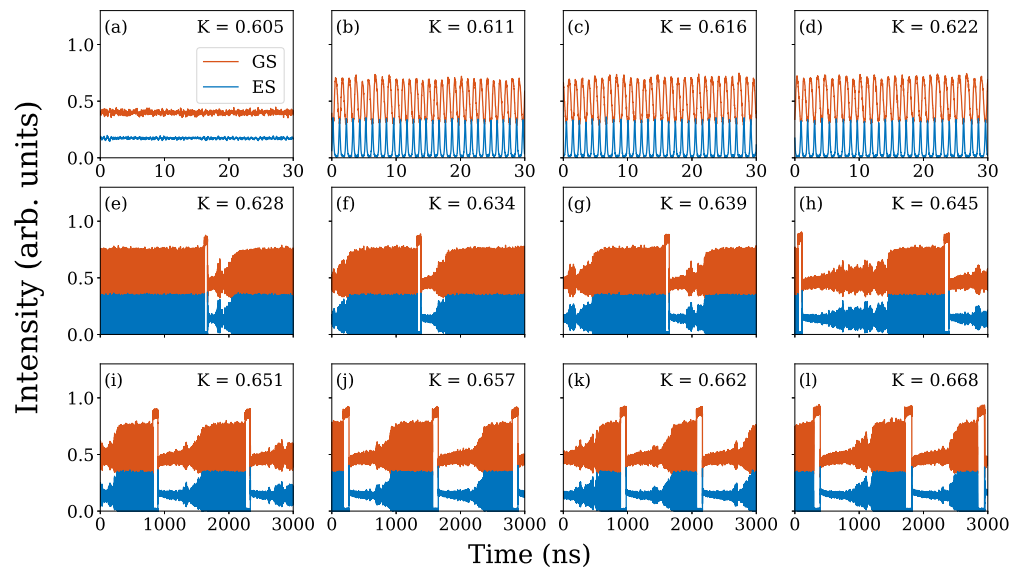 (a) K = 0.605
(b) K = 0.611
(c) K = 0.616
(d) K = 0.622
GS
ES
1.0
0.5
0.0
0 10 20 30
0 10 20 30
0 10 20 30
0 10 20 30
(e) K = 0.628
(f) K = 0.634
(g) K = 0.639
(h) K = 0.645
1.0
0.5
0.0
(i) K = 0.651
(j) K = 0.657
(k) K = 0.662
(l) K = 0.668
1.0
0.5
0.0
0 1000 2000 3000
0 1000 2000 3000
0 1000 2000 3000
0 1000 2000 3000
Intensity (arb. units)
Time (ns)